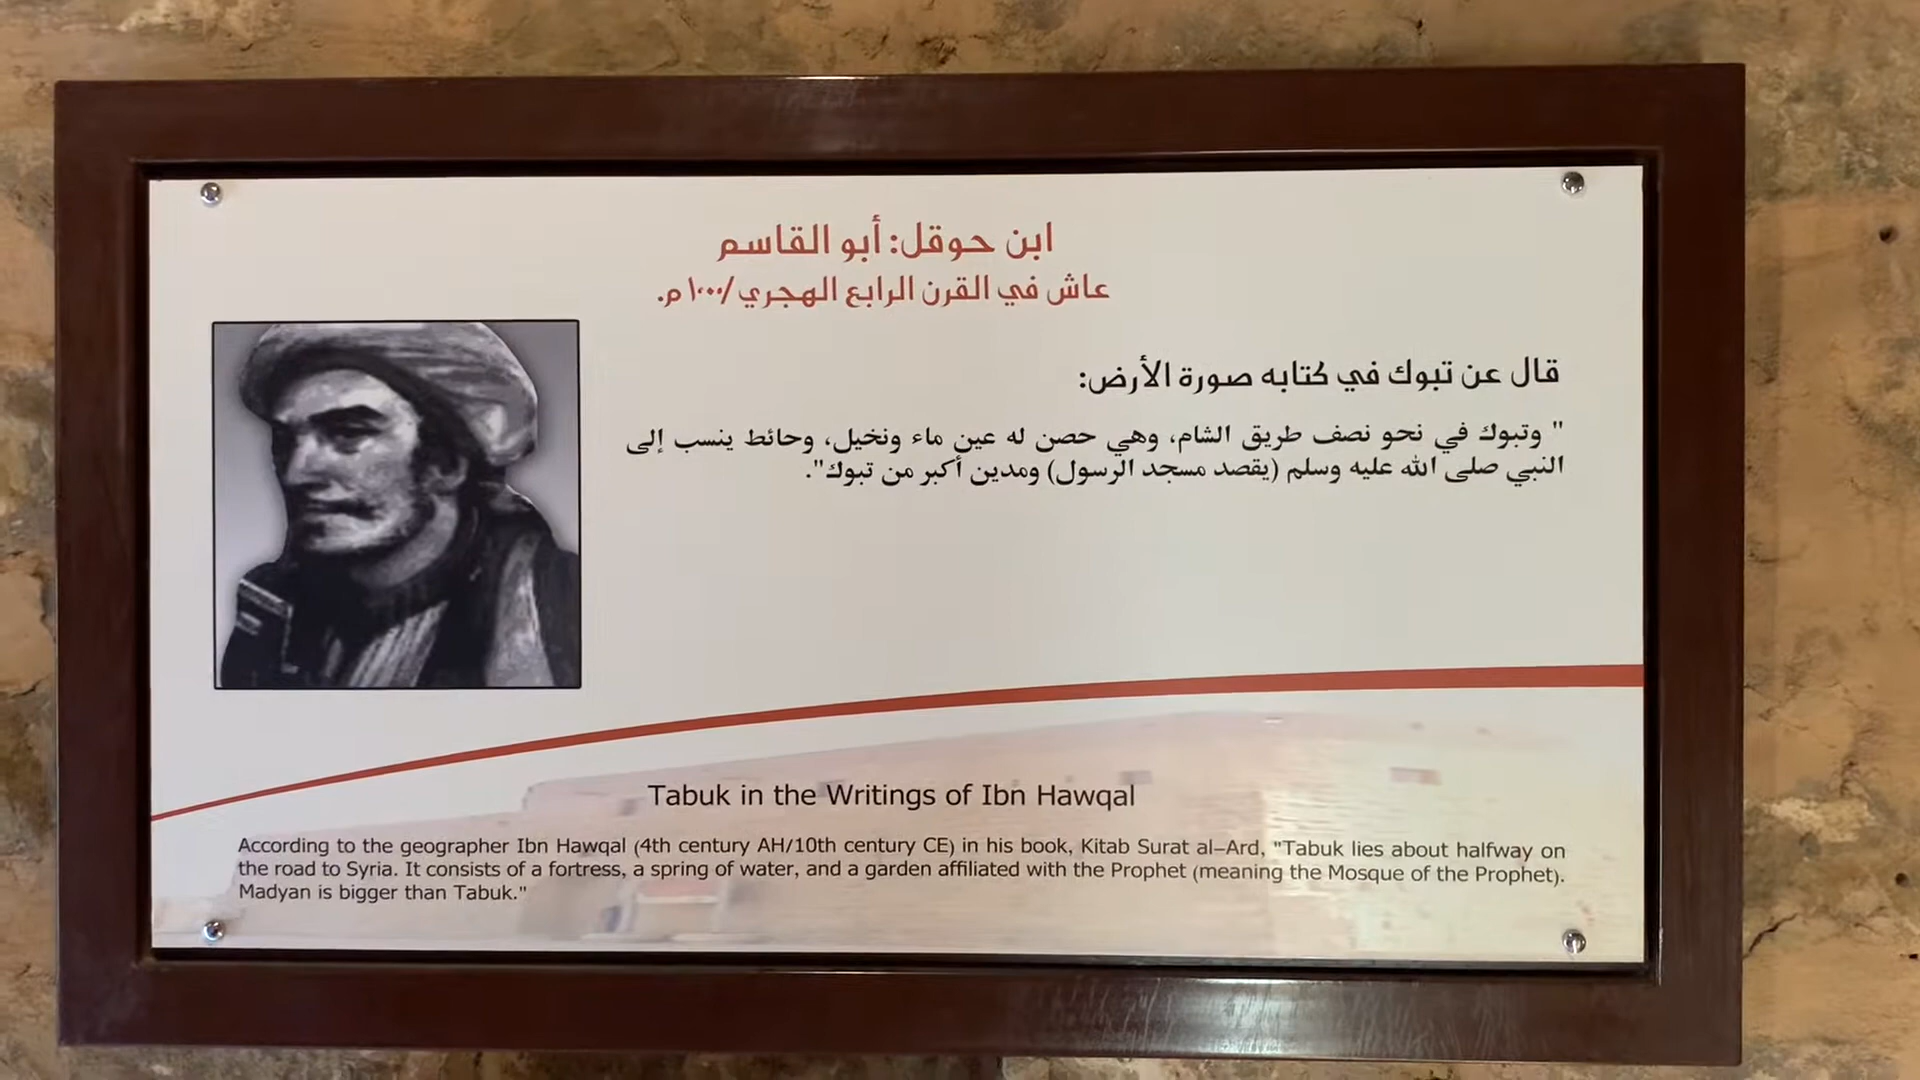 ابن حوقل: أبو القاسم
عاش في القرن الرابع الهجري/١٠٠٠م.
قال عن تبوك في كتابه صورة الأرض:
" وتبوك في نحو نصف طريق الشام، وهي حصن له عين ماء ونخيل، وحائط ينسب إلى
النبي صلى الله عليه وسلم (يقصد مسجد الرسول) ومدين أكبر من تبوك".
Tabuk in the Writings of Ibn Hawqal
According to the geographer Ibn Hawqal (4th century AH/10th century CE) in his book, Kitab Surat al-Ard, "Tabuk lies about halfway on
the road to Syria. It consists of a fortress, a spring of water, and a garden affiliated with the Prophet (meaning the Mosque of the Prophet).
Madyan is bigger than Tabuk."